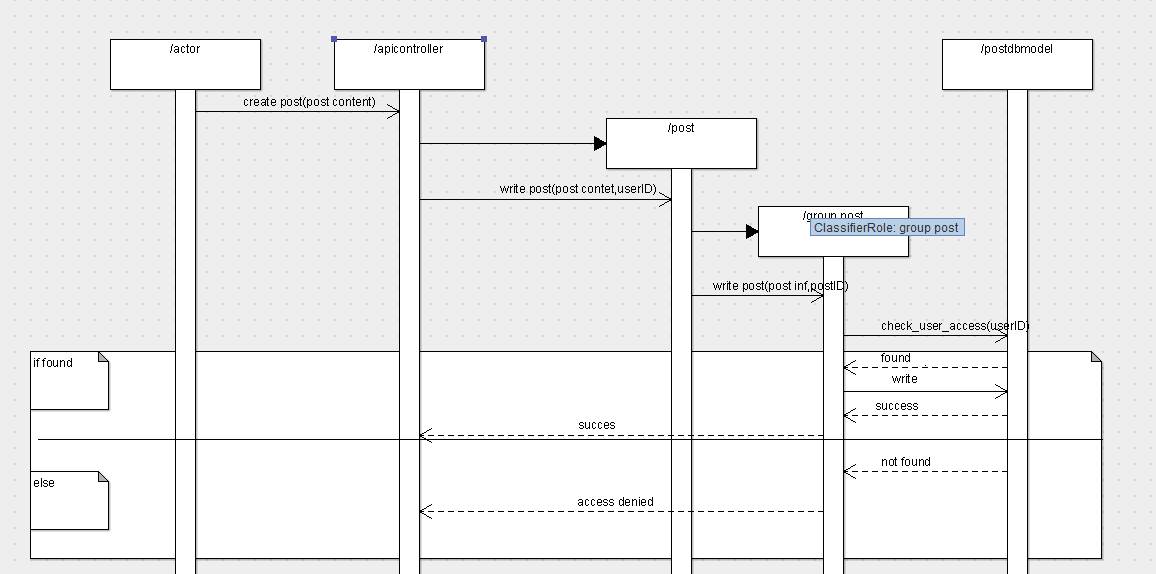 /actor
/apicontroller
/postdbmodel
create post(post content)
/post
write post(post contet,userID)
/group post
ClassifierRole: group post
write post(post inf,postID)
check_user_access(userID)
if found
found
write
success
succes
not found
else
access denied